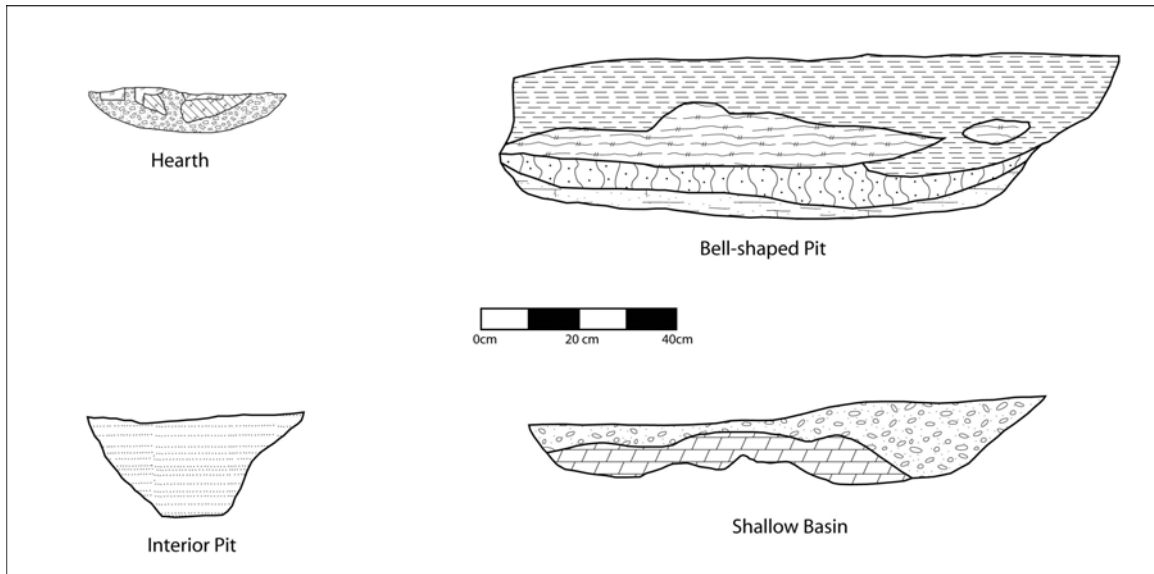 Hearth
Bell-shaped Pit
0cm 20 cm 40cm
Interior Pit
Shallow Basin